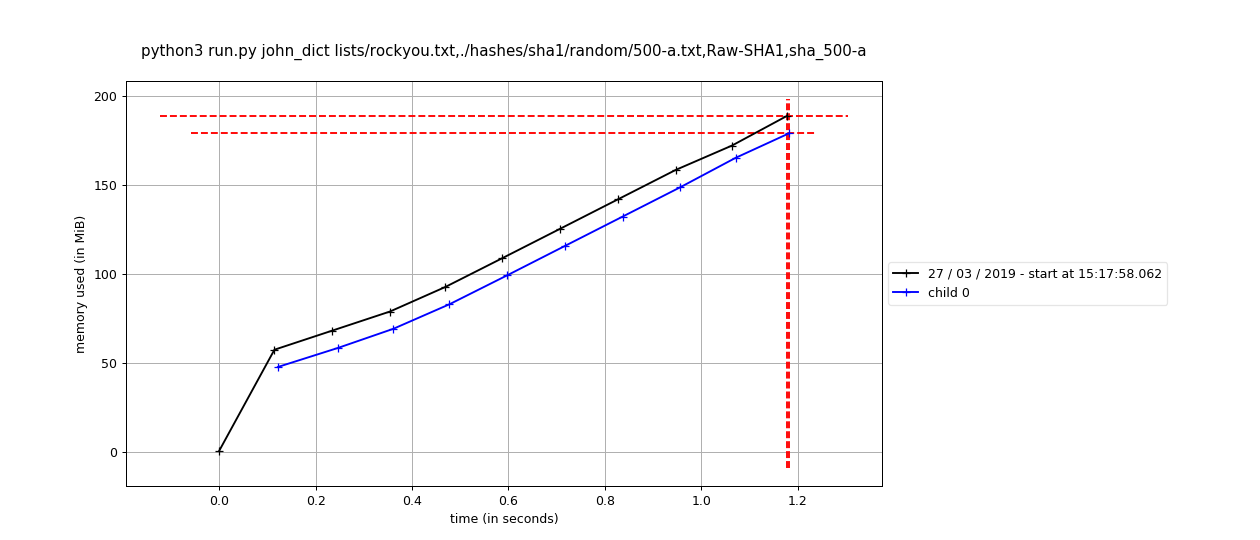 python3 run.py john_dict lists/rockyou.txt,./hashes/sha1/random/500-a.txt,Raw-SHA1,sha_500-a
200
150
100
50
0
memory used (in MiB)
0.0 0.2 0.4 0.6 0.8 1.0 1.2
time (in seconds)
27 / 03 / 2019 - start at 15:17:58.062
child 0